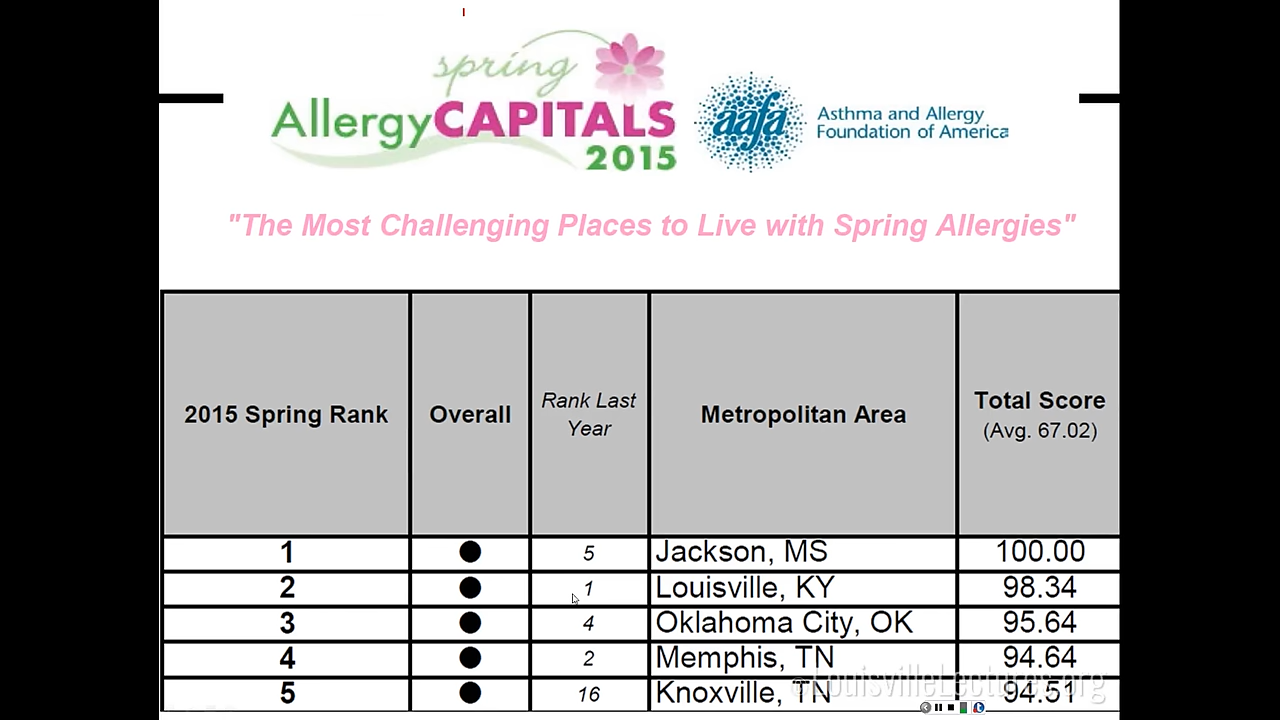 spring
AllergyCAPITALS
2015
aafa
Asthma and Allergy
Foundation of America
"The Most Challenging Places to Live with Spring Allergies"
2015 Spring Rank Overall Rank Last Year Metropolitan Area Total Score (Avg. 67.02)
1 ● 5 Jackson, MS 100.00
2 ● 1 Louisville, KY 98.34
3 ● 4 Oklahoma City, OK 95.64
4 ● 2 Memphis, TN 94.64
5 ● 16 Knoxville, TN 94.51
©LouisvilleLectures.org